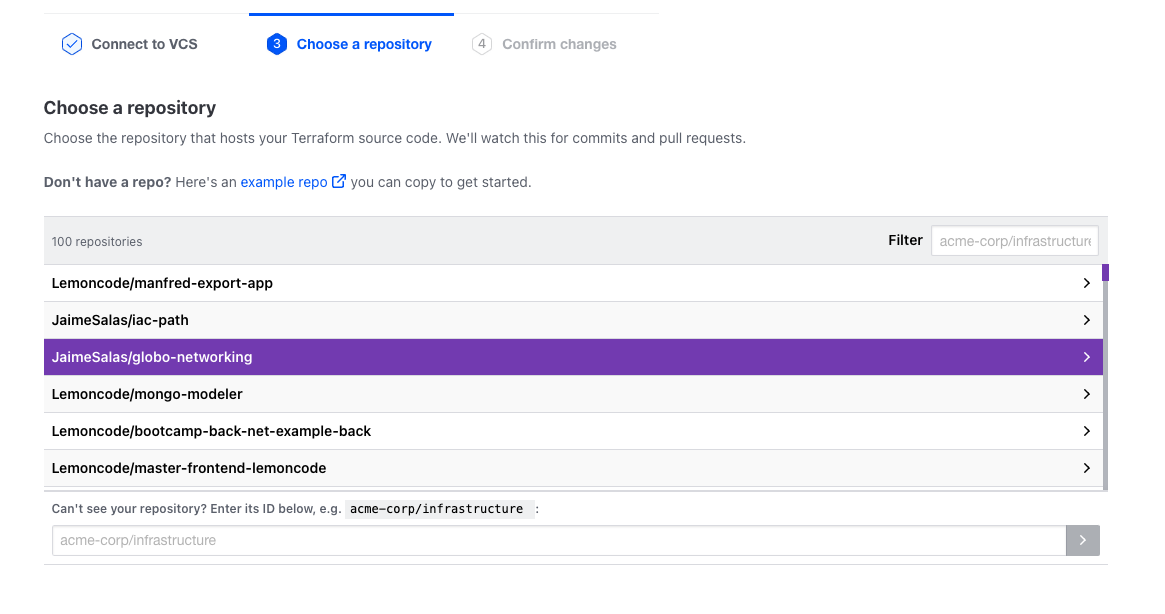 Connect to VCS
3 Choose a repository
4 Confirm changes
Choose a repository
Choose the repository that hosts your Terraform source code. We'll watch this for commits and pull requests.
Don't have a repo? Here's an example repo you can copy to get started.
100 repositories
Filter acme-corp/infrastructure
Lemoncode/manfred-export-app
JaimeSalas/iac-path
JaimeSalas/globo-networking
Lemoncode/mongo-modeler
Lemoncode/bootcamp-back-net-example-back
Lemoncode/master-frontend-lemoncode
Can't see your repository? Enter its ID below, e.g. acme-corp/infrastructure :
acme-corp/infrastructure